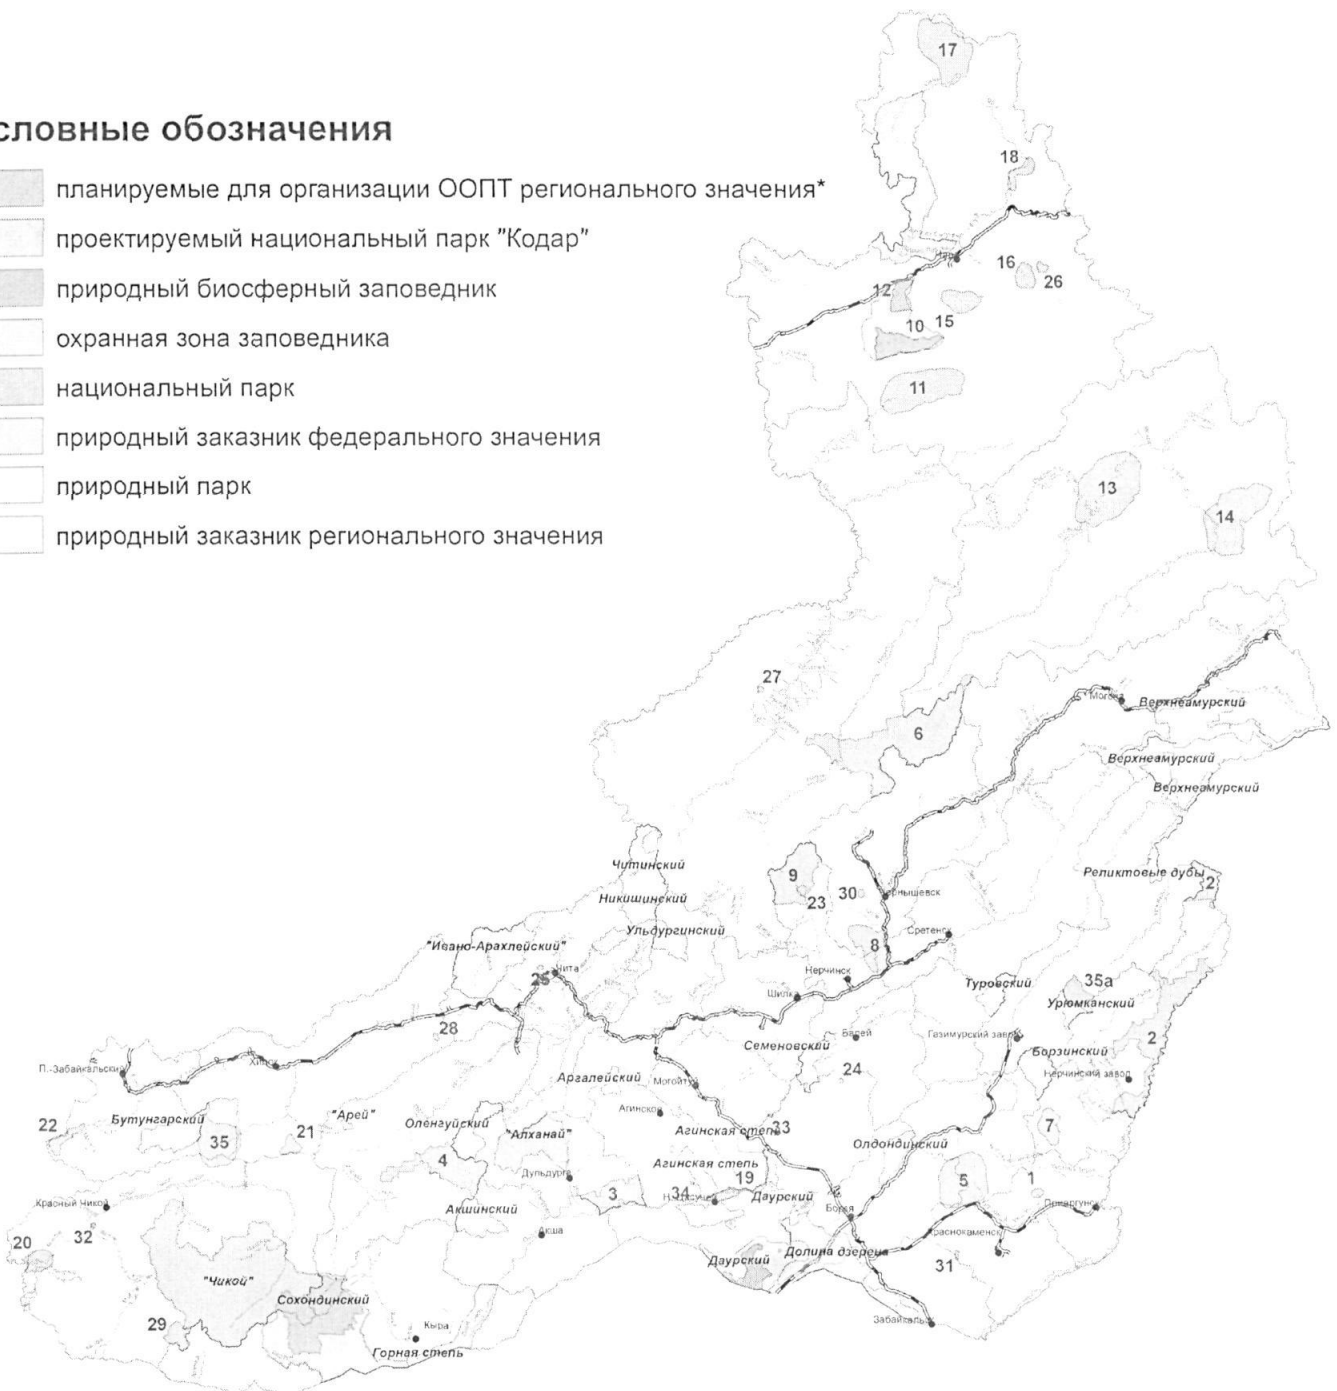 словные обозначения
планируемые для организации ООПТ регионального значения*
проектируемый национальный парк "Кодар"
природный биосферный заповедник
охранная зона заповедника
национальный парк
природный заказник федерального значения
природный парк
природный заказник регионального значения
17
18
16
26
12
10
15
11
13
14
27
Верхнеамурский
6
Верхнеамурский
Верхнеамурский
Читинский
Реликтовые дубы
2
9
Никишинский
23
30
Чернышевск
Ульдургинский
Сретенск
"Ивано-Арахлейский"
8
Чита
25
Нерчинск
Туровский
35а
Шилка
Урюмканский
28
Балей
Газимурский завод
2
Семеновский
Борзинский
П.-Забайкальский
Хилок
24
Нерчинский завод
Аргалейский
Могойтуй
Агинское
Бутунгарский
"Арей"
Оленгуйский
22
35
21
"Алханай"
Агинская степь
33
Олдондинский
7
4
Дульдурга
Агинская степь
19
5
1
3
34
Даурский
Красный Чикой
Акшинский
Борзя
Приаргунск
Акша
Краснокаменск
20
32
Даурский
Долина дзерена
31
"Чикой"
Сохондинский
29
Кыра
Забайкальск
Горная степь